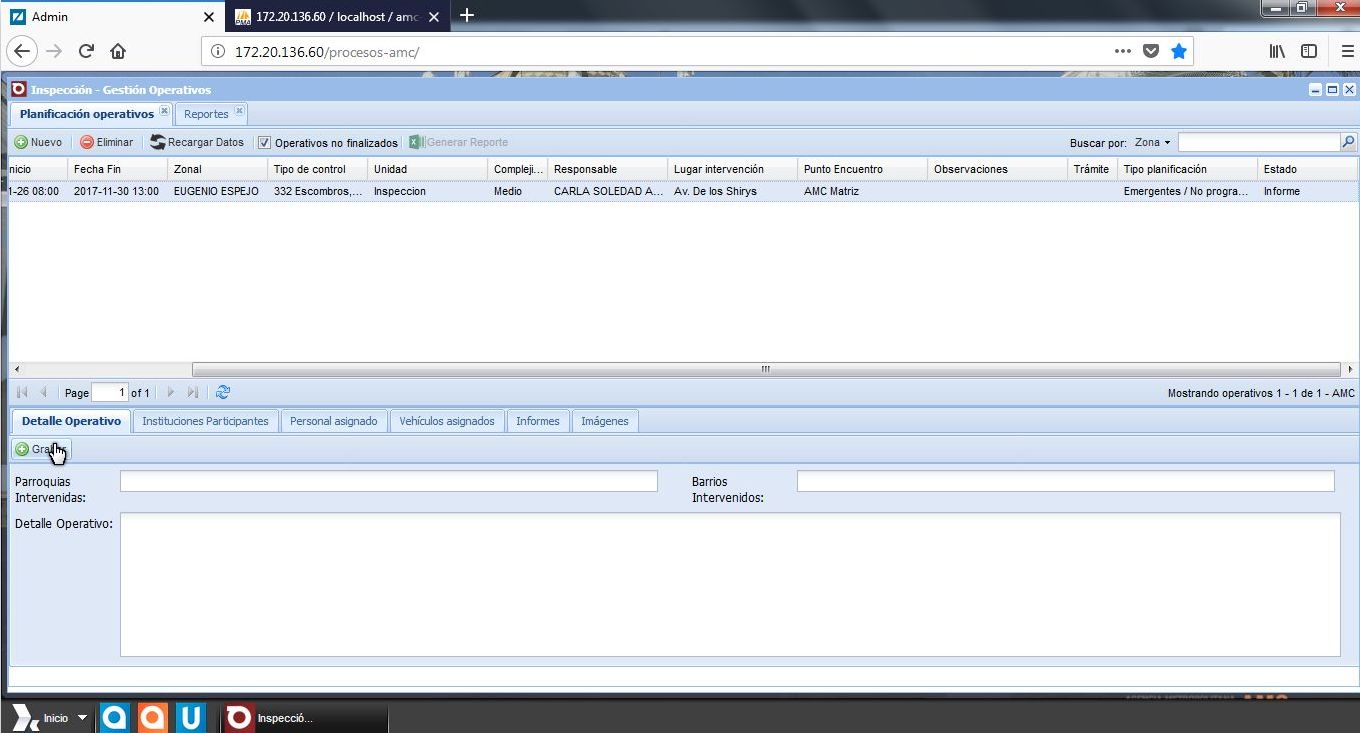 Admin
172.20.136.60 / localhost / amc
172.20.136.60/procesos-amc/
Inspección - Gestión Operativos
Planificación operativos Reportes
Nuevo Eliminar Recargar Datos Operativos no finalizados Generar Reporte Buscar por: Zona
nicio Fecha Fin Zonal Tipo de control Unidad Compleji... Responsable Lugar intervención Punto Encuentro Observaciones Trámite Tipo planificación Estado
1-26 08:00 2017-11-30 13:00 EUGENIO ESPEJO 332 Escombros,... Inspeccion Medio CARLA SOLEDAD A... Av. De los Shirys AMC Matriz Emergentes / No progra... Informe
Page 1 of 1 Mostrando operativos 1 - 1 de 1 - AMC
Detalle Operativo Instituciones Participantes Personal asignado Vehículos asignados Informes Imágenes
Parroquias Intervenidas:
Barrios Intervenidos:
Detalle Operativo:
Inicio Inspecció...